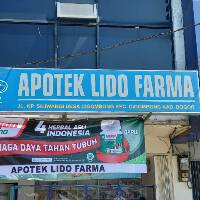 APOTEK LIDO FARMA
JL. KP. SILIWANGI DESA CIGOMBONG KEC. CIGOMBONG KAB. BOGOR
4 HERBAL ASLI
INDONESIA
JAGA DAYA TAHAN TUBUH
APOTEK LIDO FARMA